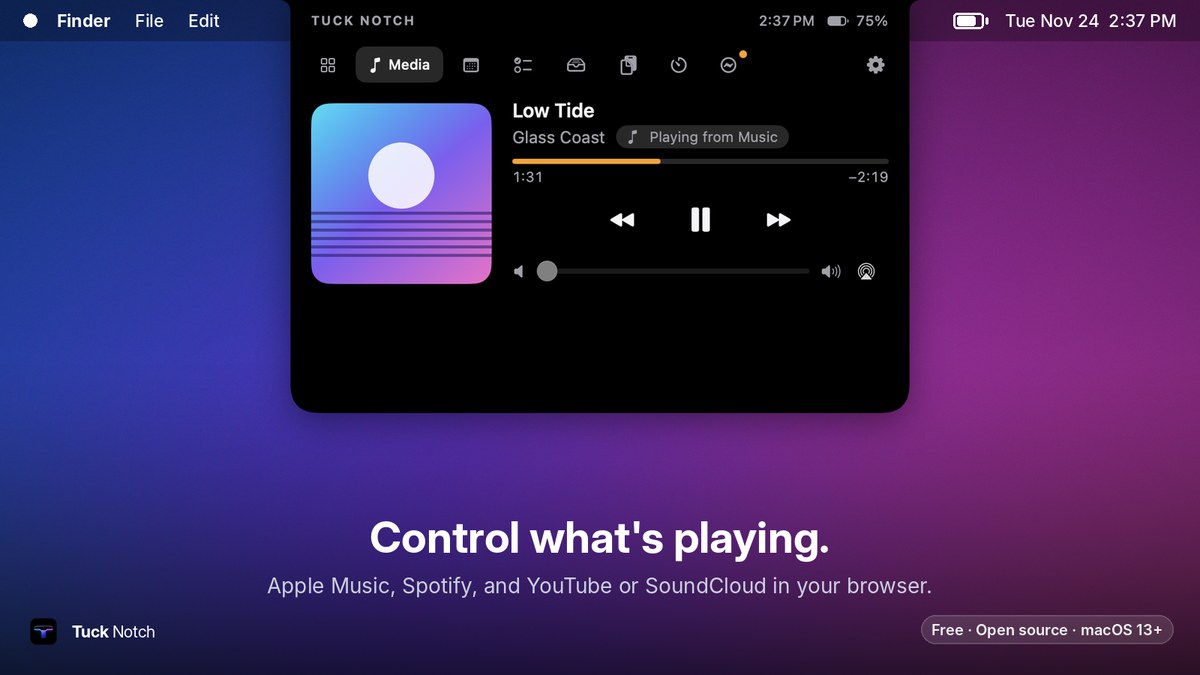 Finder File Edit
TUCK NOTCH
2:37 PM 75%
Tue Nov 24 2:37 PM
Media
Low Tide
Glass Coast Playing from Music
1:31 −2:19
Control what's playing.
Apple Music, Spotify, and YouTube or SoundCloud in your browser.
Tuck Notch
Free · Open source · macOS 13+